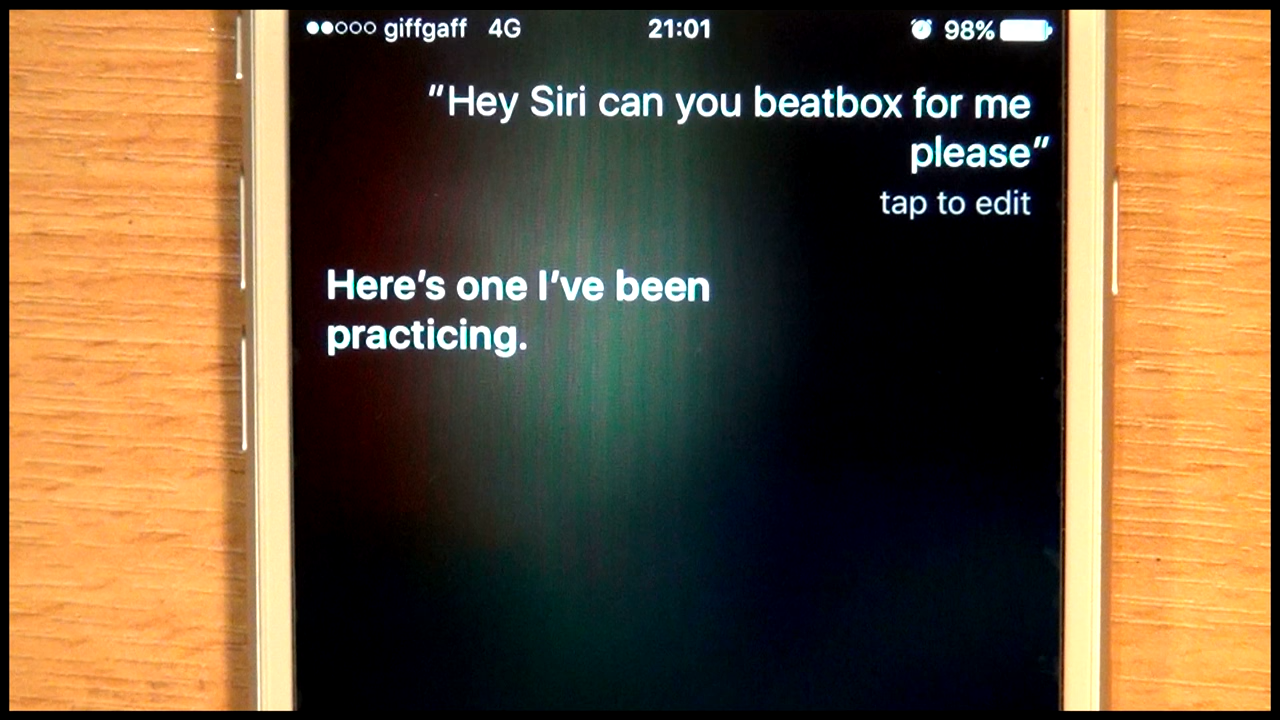 giffgaff 4G 21:01 98%
“Hey Siri can you beatbox for me
please”
tap to edit
Here’s one I’ve been
practicing.